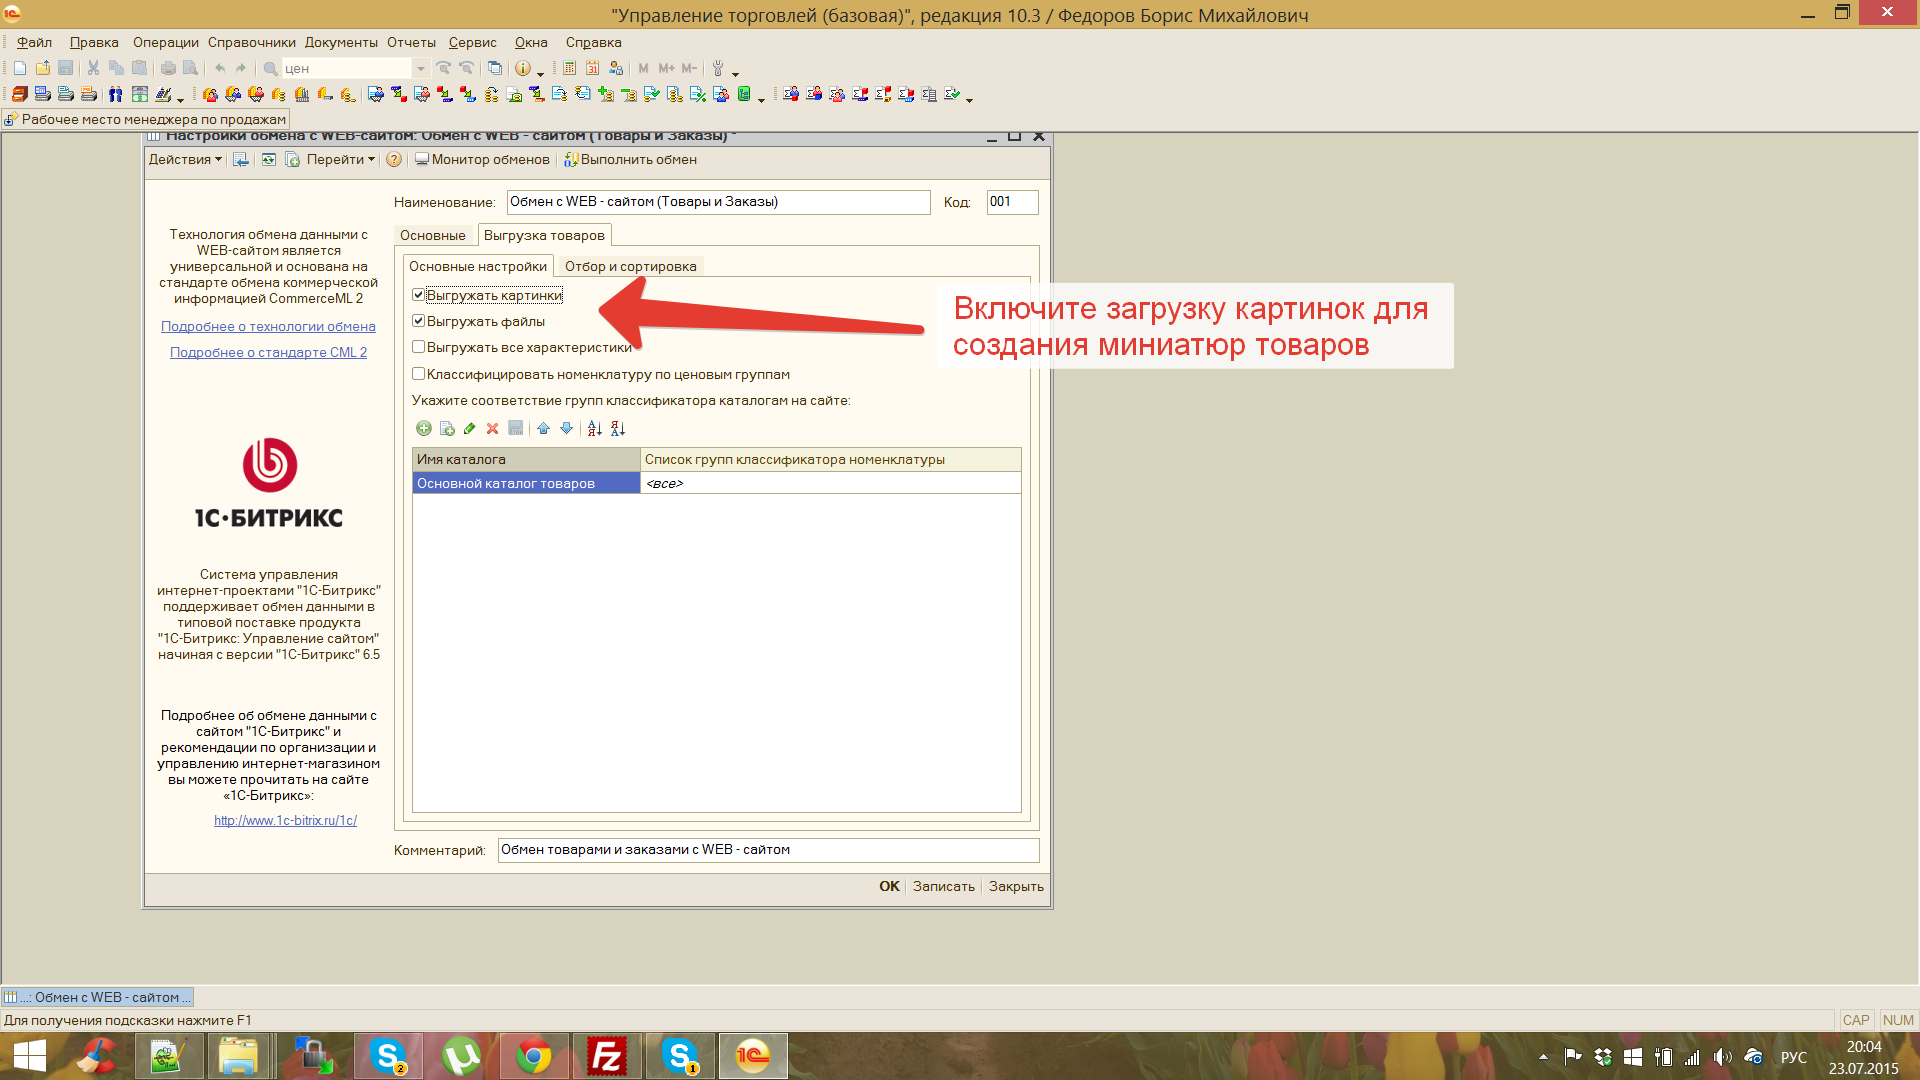 "Управление торговлей (базовая)", редакция 10.3 / Федоров Борис Михайлович
Файл Правка Операции Справочники Документы Отчеты Сервис Окна Справка
цен
M M+ M-
Рабочее место менеджера по продажам
Настройки обмена с WEB-сайтом: Обмен с WEB - сайтом (Товары и Заказы) *
Действия Перейти Монитор обменов Выполнить обмен
Наименование: Обмен с WEB - сайтом (Товары и Заказы) Код: 001
Технология обмена данными с
WEB-сайтом является
универсальной и основана на
стандарте обмена коммерческой
информацией CommerceML 2
Подробнее о технологии обмена
Подробнее о стандарте CML 2
1С•БИТРИКС
Система управления
интернет-проектами "1С-Битрикс"
поддерживает обмен данными в
типовой поставке продукта
"1С-Битрикс: Управление сайтом"
начиная с версии "1С-Битрикс" 6.5
Подробнее об обмене данными с
сайтом "1С-Битрикс" и
рекомендации по организации и
управлению интернет-магазином
вы можете прочитать на сайте
«1С-Битрикс»:
http://www.1c-bitrix.ru/1c/
Основные Выгрузка товаров
Основные настройки Отбор и сортировка
Выгружать картинки
Выгружать файлы
Выгружать все характеристики
Классифицировать номенклатуру по ценовым группам
Укажите соответствие групп классификатора каталогам на сайте:
Имя каталога Список групп классификатора номенклатуры
Основной каталог товаров <все>
Включите загрузку картинок для
создания миниатюр товаров
Комментарий: Обмен товарами и заказами с WEB - сайтом
OK Записать Закрыть
...: Обмен с WEB - сайтом ...
Для получения подсказки нажмите F1
CAP NUM
РУС
20:04
23.07.2015